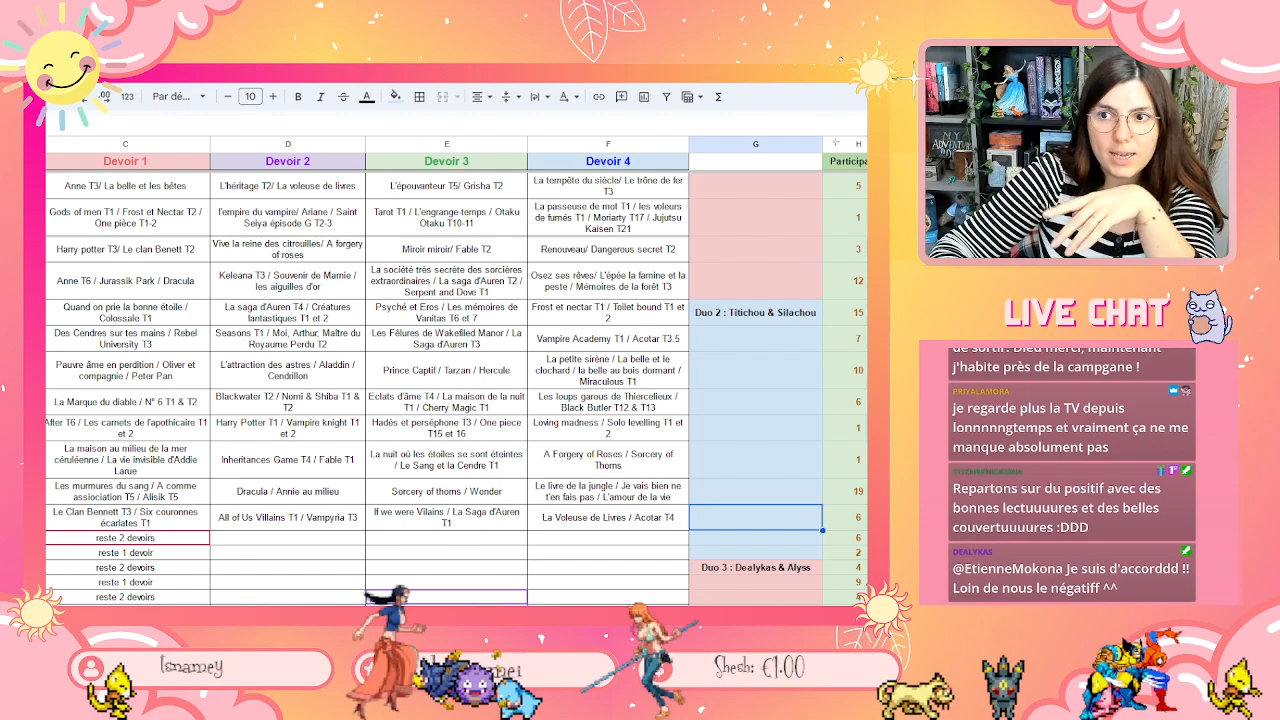 .00 123 Par dé... 10 B I S A Σ
C D E F G H
Devoir 1 Devoir 2 Devoir 3 Devoir 4 Participa
Anne T3/ La belle et les bêtes
L'héritage T2/ La voleuse de livres
L'épouvanteur T5/ Grisha T2
La tempête du siècle/ Le trône de fer
T3
5
Gods of men T1 / Frost et Nectar T2 /
One pièce T1-2
l'empire du vampire/ Ariane / Saint
Seiya épisode G T2-3
Tarot T1 / L'engrange-temps / Otaku
Otaku T10-11
La passeuse de mot T1 / les voleurs
de fumés T1 / Moriarty T17 / Jujutsu
Kaisen T21
1
Harry potter T3/ Le clan Benett T2
Vive la reine des citrouilles/ A forgery
of roses
Miroir miroir/ Fable T2
Renouveau/ Dangerous secret T2
3
Anne T6 / Jurassik Park / Dracula
Keleana T3 / Souvenir de Mamie /
les aiguilles d'or
La société très secrète des sorcières
extraordinaires / La saga d'Auren T2 /
Serpent and Dove T1
Osez ses rêves/ L'épée la famine et la
peste / Mémoires de la forêt T3
12
Quand on prie la bonne étoile /
Colossale T1
La saga d'Auren T4 / Créatures
fantastiques T1 et 2
Psyché et Eros / Les mémoires de
Vanitas T6 et 7
Frost et nectar T1 / Toilet bound T1 et
2
Duo 2 : Titichou & Silachou
15
Des Cendres sur tes mains / Rebel
University T3
Seasons T1 / Moi, Arthur, Maître du
Royaume Perdu T2
Les Fêlures de Wakefiled Manor / La
Saga d'Auren T3
Vampire Academy T1 / Acotar T3.5
7
Pauvre âme en perdition / Oliver et
compagnie / Peter Pan
L'attraction des astres / Aladdin /
Cendrillon
Prince Captif / Tarzan / Hercule
La petite sirène / La belle et le
clochard / la belle au bois dormant /
Miraculous T1
10
La Marque du diable / N° 6 T1 & T2
Blackwater T2 / Nora & Shiba T1 &
T2
Eclats d'âme T4 / La maison de la nuit
T1 / Cherry Magic T1
Les loups garous de Thiercelieux /
Black Butler T12 & T13
6
After T6 / Les carnets de l'apothicaire T1
et 2
Harry Potter T1 / Vampire knight T1
et 2
Hadès et perséphone T3 / One piece
T15 et 16
Loving madness / Solo levelling T1 et
2
1
La maison au milieu de la mer
céruléenne / La vie invisible d'Addie
Larue
Inheritances Game T4 / Fable T1
La nuit où les étoiles se sont éteintes
/ Le Sang et la Cendre T1
A Forgery of Roses / Sorcery of
Thorns
1
Les murmures du sang / A comme
assiociation T5 / Alisik T5
Dracula / Annie au milieu
Sorcery of thorns / Wonder
Le livre de la jungle / Je vais bien ne
t'en fais pas / L'amour de la vie
19
Le Clan Bennett T3 / Six couronnes
écarlates T1
All of Us Villains T1 / Vampyria T3
If we were Vilains / La Saga d'Auren
T1
La Voleuse de Livres / Acotar T4
6
reste 2 devoirs 6
reste 1 devoir 2
reste 2 devoirs Duo 3 : Dealykas & Alyss 4
reste 1 devoir 9
reste 2 devoirs
MY
ADVENTURE
LIVE CHAT
de sortir. Dieu merci, maintenant
j'habite près de la campgane !
PRIYALAMORA
je regarde plus la TV depuis
lonnnnngtemps et vraiment ça ne me
manque absolument pas
Repartons sur du positif avec des
bonnes lectuuuures et des belles
couvertuuuures :DDD
DEALYKAS
@EtienneMokona Je suis d'accorddd !!
Loin de nous le négatiff ^^
Tsnamey
Shesh: €1.00